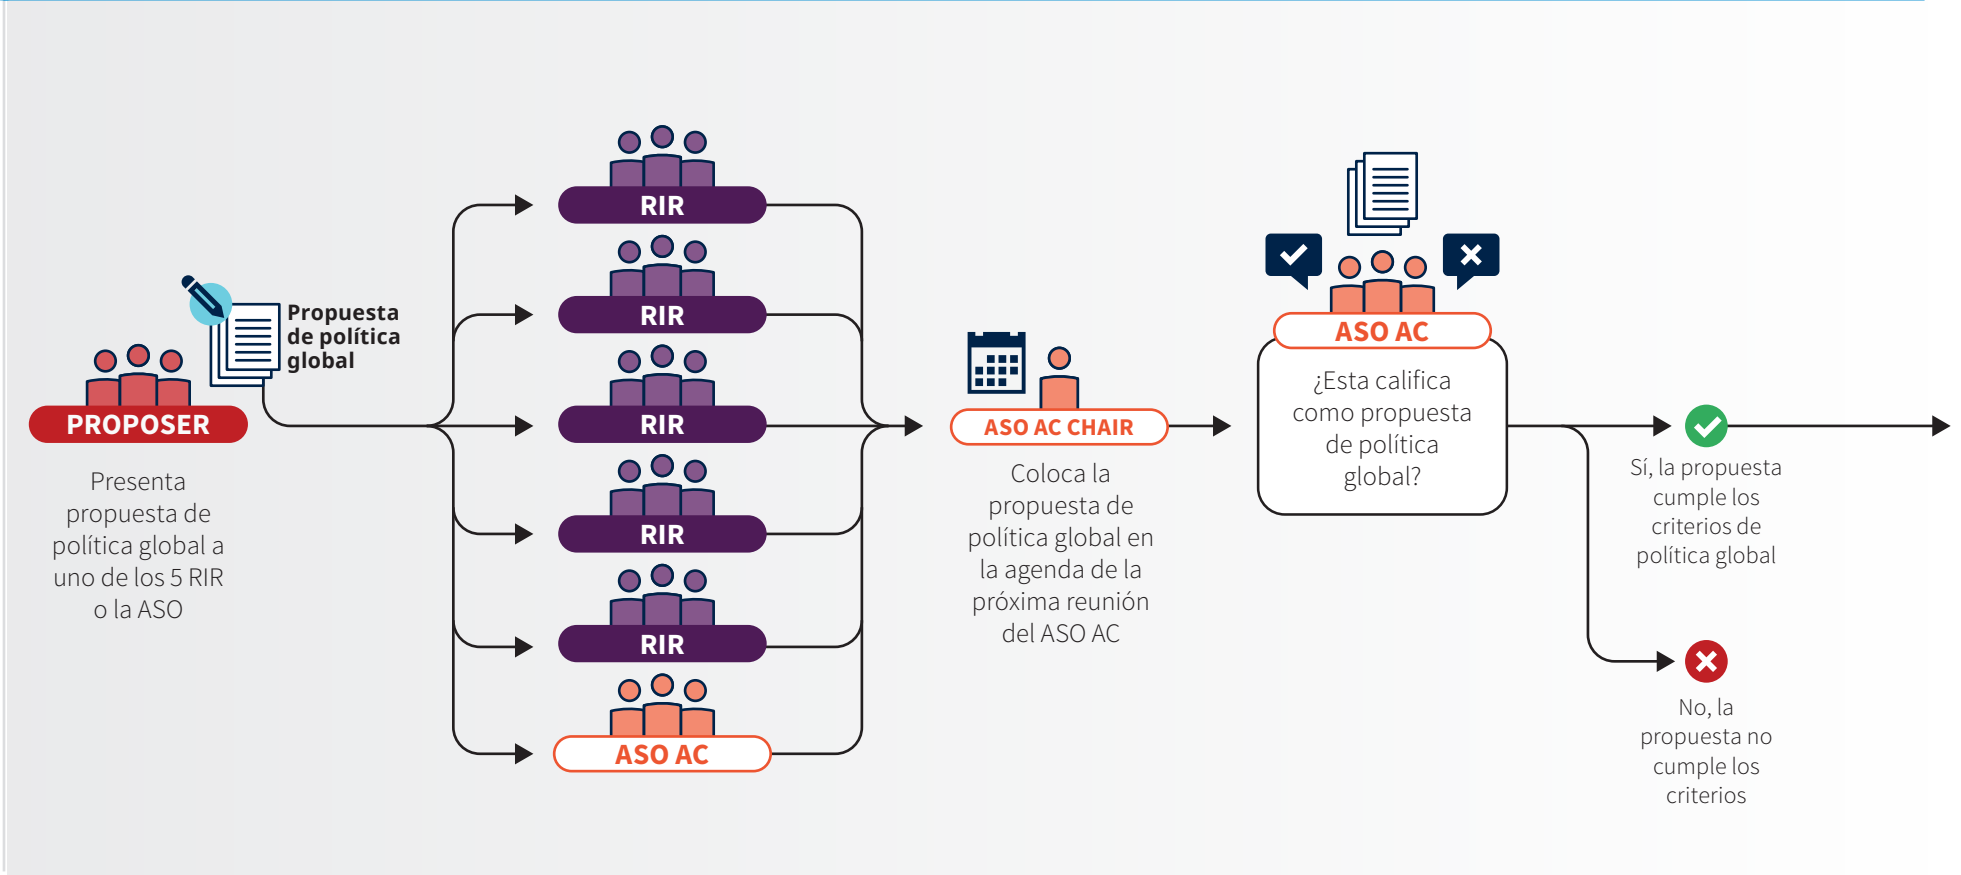 PROPOSER
Presenta
propuesta de
política global a
uno de los 5 RIR
o la ASO
Propuesta
de política
global
RIR
RIR
RIR
RIR
RIR
ASO AC
ASO AC CHAIR
Coloca la
propuesta de
política global en
la agenda de la
próxima reunión
del ASO AC
ASO AC
¿Esta califica
como propuesta
de política
global?
Sí, la propuesta
cumple los
criterios de
política global
No, la
propuesta no
cumple los
criterios